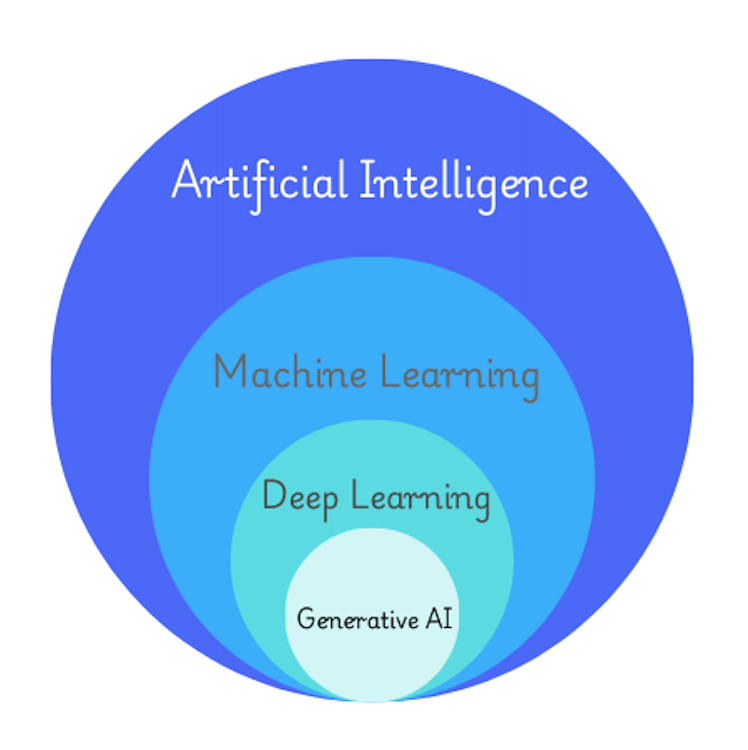 Artificial Intelligence
Machine Learning
Deep Learning
Generative AI